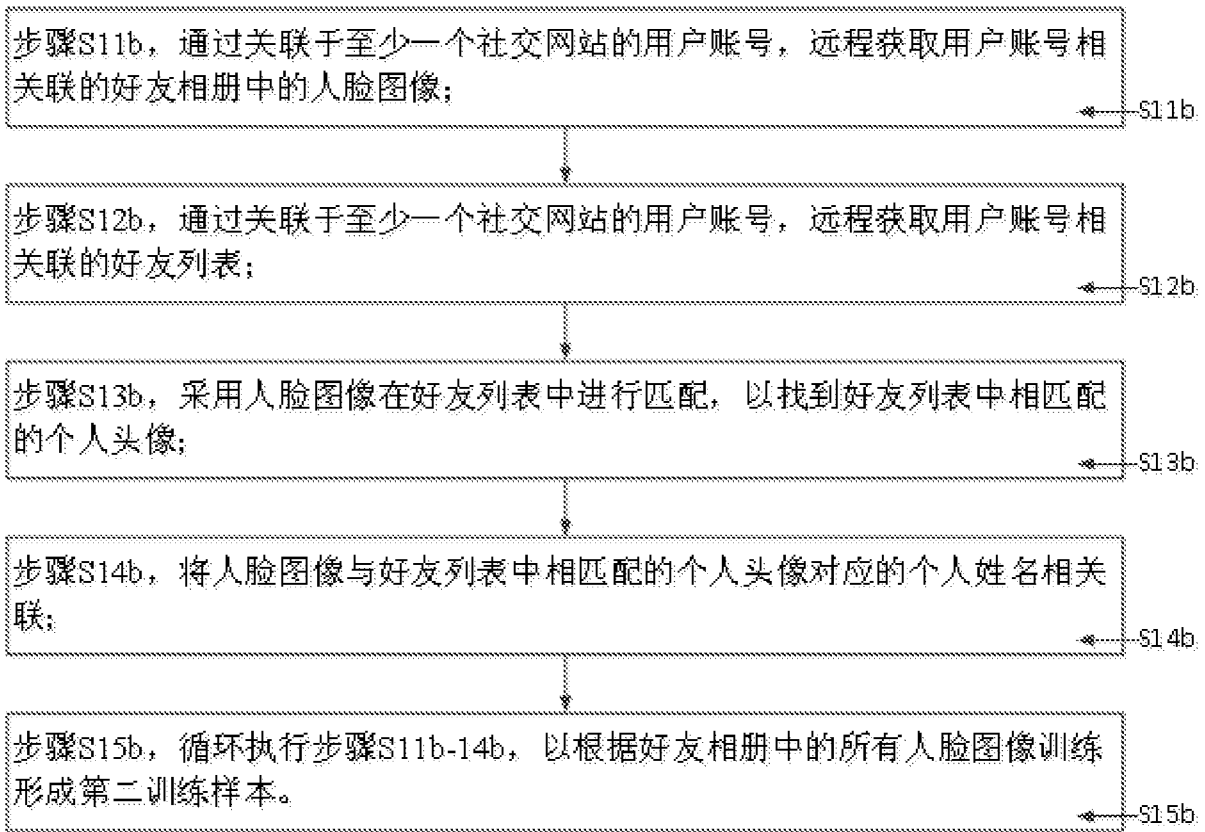 步骤S11b，通过关联于至少一个社交网站的用户账号，远程获取用户账号相
关联的好友相册中的人脸图像；
S11b
步骤S12b，通过关联于至少一个社交网站的用户账号，远程获取用户账号相
关联的好友列表；
S12b
步骤S13b，采用人脸图像在好友列表中进行匹配，以找到好友列表中相匹配
的个人头像；
S13b
步骤S14b，将人脸图像与好友列表中相匹配的个人头像对应的个人姓名相关
联；
S14b
步骤S15b，循环执行步骤S11b-14b，以根据好友相册中的所有人脸图像训练
形成第二训练样本。
S15b